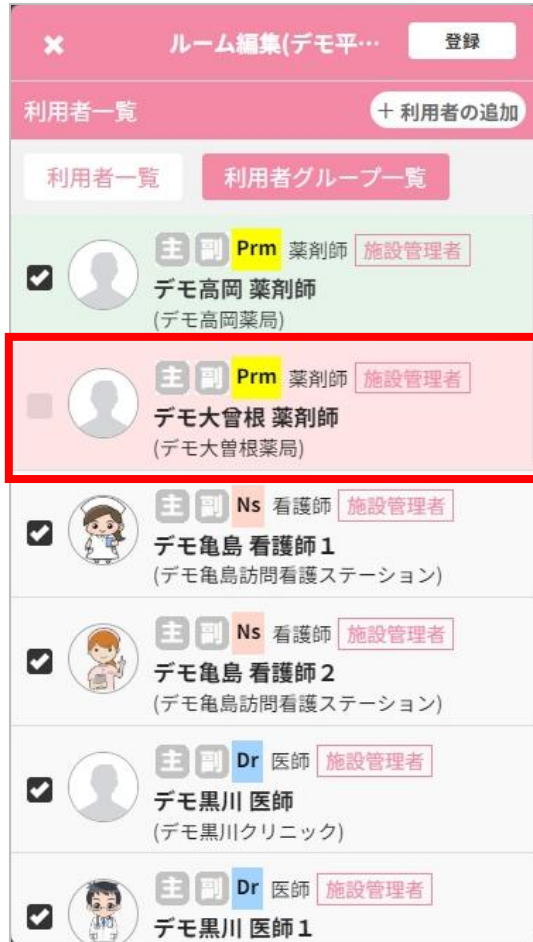 × ルーム編集(デモ平… 登録
利用者一覧 + 利用者の追加
利用者一覧 利用者グループ一覧
主 副 Prm 薬剤師 施設管理者
デモ高岡 薬剤師
(デモ高岡薬局)
主 副 Prm 薬剤師 施設管理者
デモ大曾根 薬剤師
(デモ大曽根薬局)
主 副 Ns 看護師 施設管理者
デモ亀島 看護師1
(デモ亀島訪問看護ステーション)
主 副 Ns 看護師 施設管理者
デモ亀島 看護師2
(デモ亀島訪問看護ステーション)
主 副 Dr 医師 施設管理者
デモ黒川 医師
(デモ黒川クリニック)
主 副 Dr 医師 施設管理者
デモ黒川 医師1